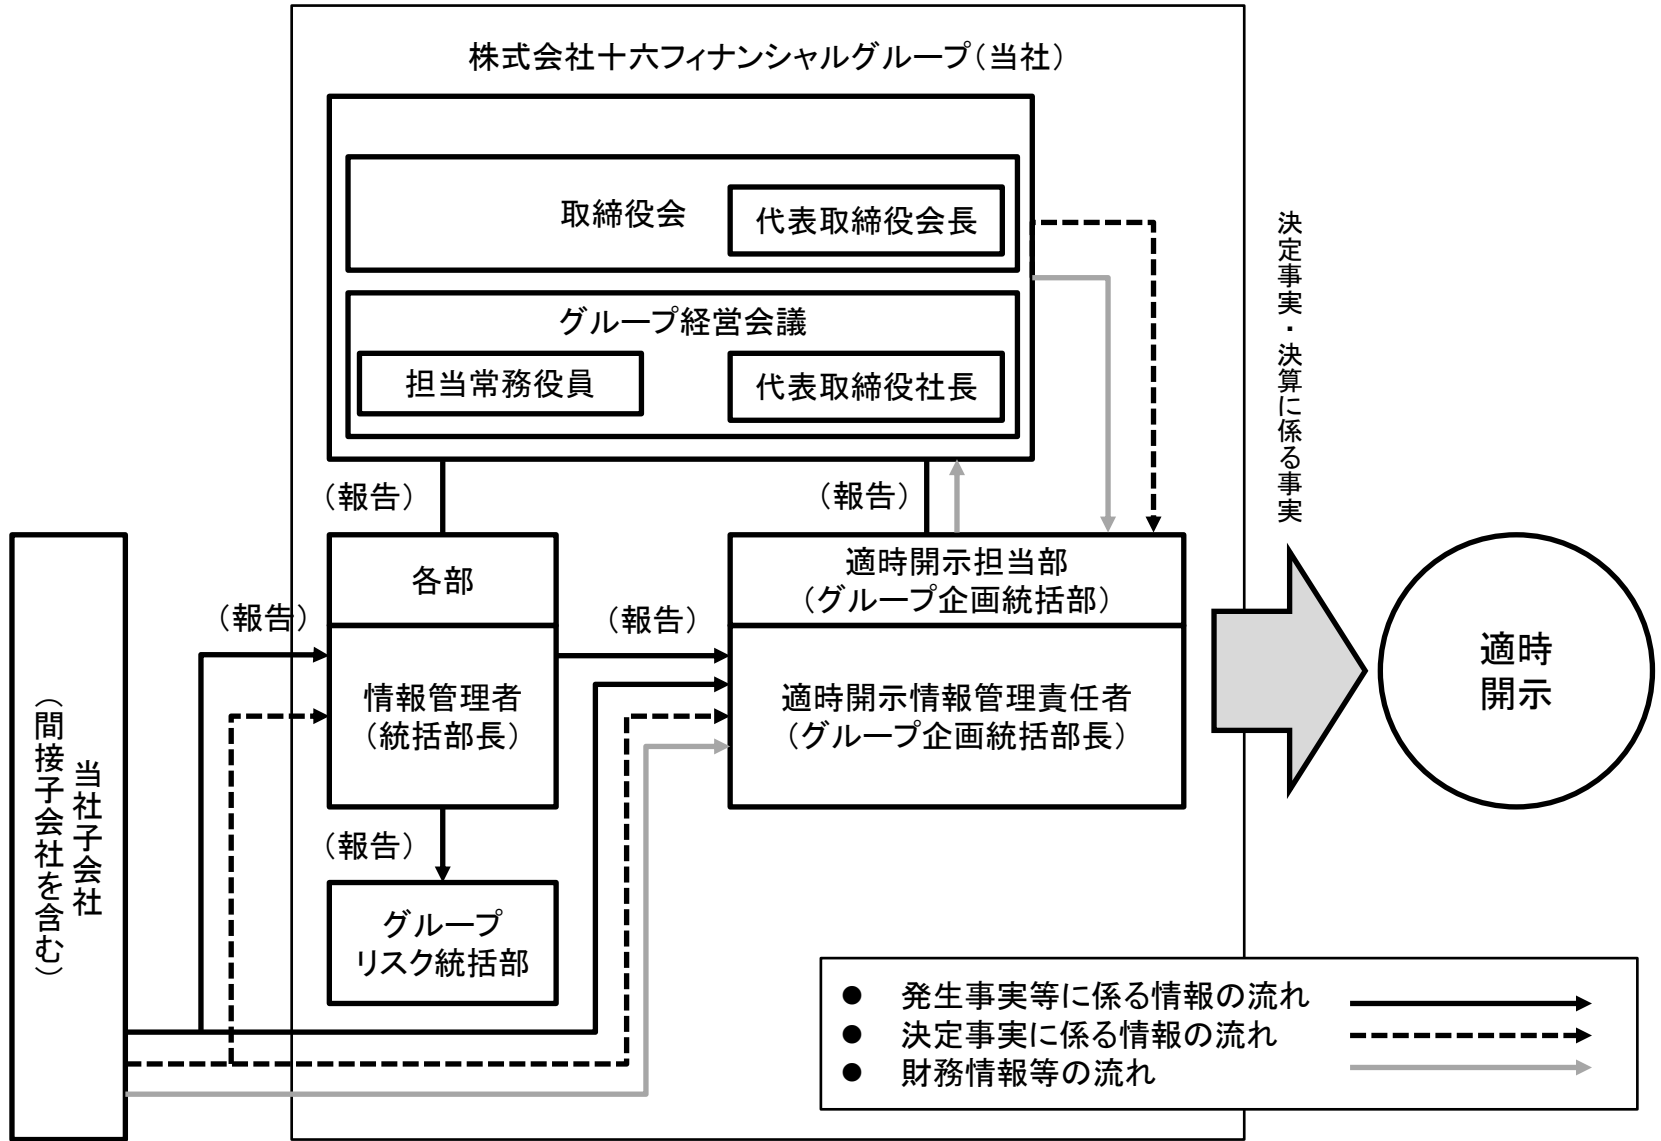 株式会社十六フィナンシャルグループ（当社）
取締役会
代表取締役会長
グループ経営会議
担当常務役員
代表取締役社長
（報告）
（報告）
決定事実・決算に係る事実
各部
適時開示担当部
（グループ企画統括部）
（報告）
（報告）
情報管理者
（統括部長）
適時開示情報管理責任者
（グループ企画統括部長）
適時
開示
当社子会社
（間接子会社を含む）
（報告）
グループ
リスク統括部
● 発生事実等に係る情報の流れ
● 決定事実に係る情報の流れ
● 財務情報等の流れ